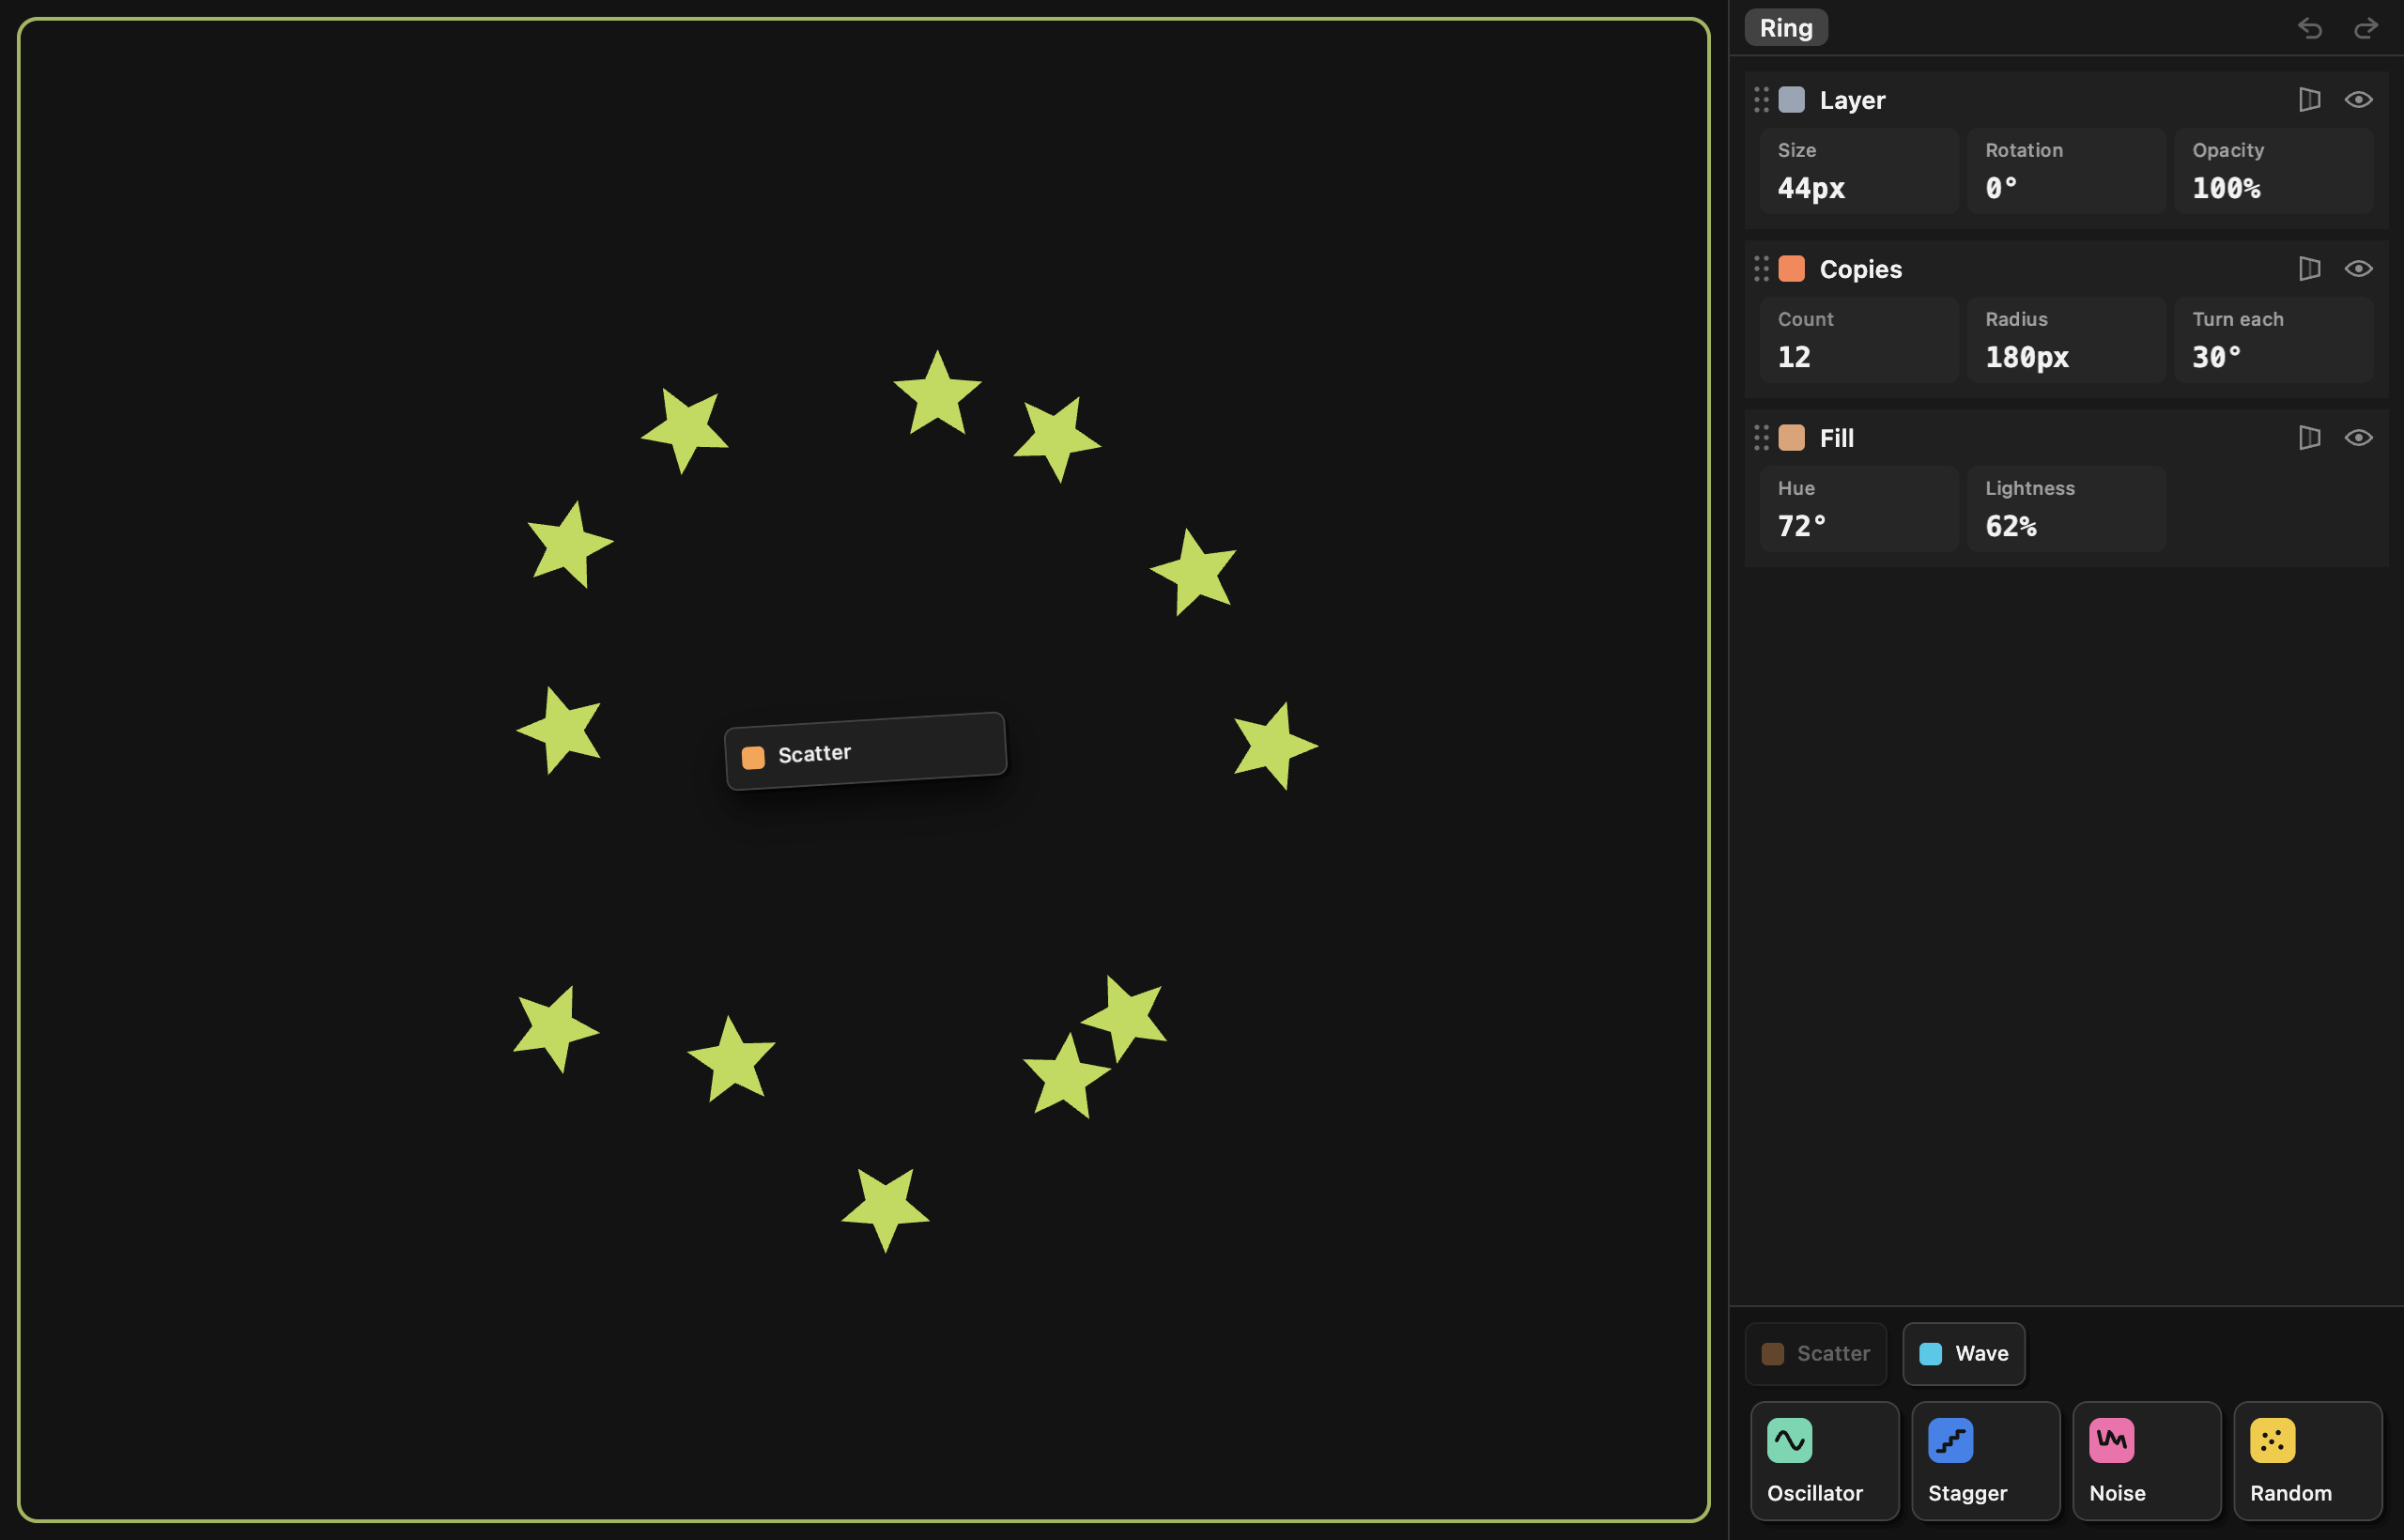 Ring
Layer
Size
Rotation
Opacity
44px
0°
100%
Copies
Count
Radius
Turn each
12
180px
30°
Fill
Hue
Lightness
72°
62%
Scatter
Scatter
Wave
Oscillator
Stagger
Noise
Random